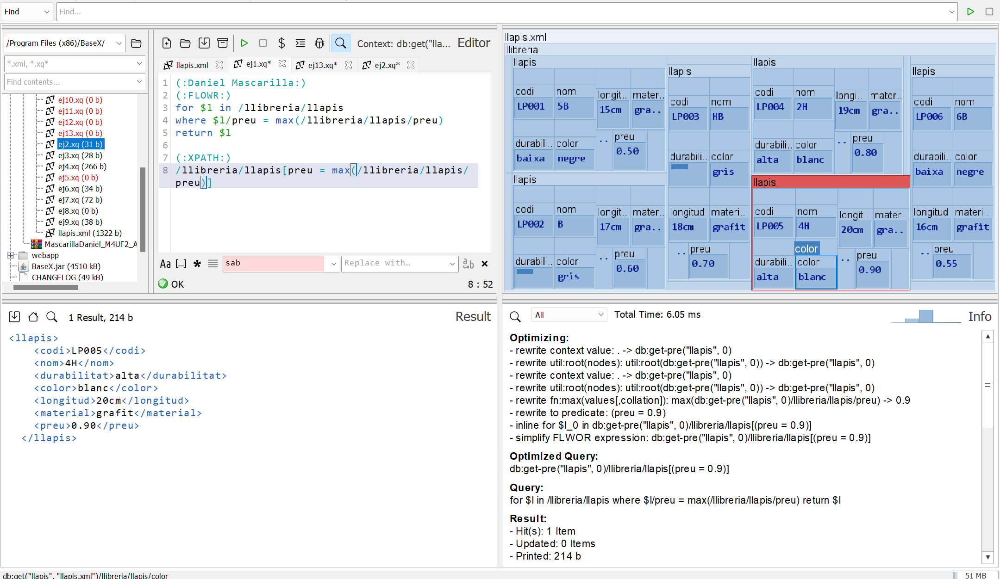 Find
Find...
/Program Files (x86)/BaseX/
*.xml, *.xq*
Find contents...
ej10.xq (0 b)
ej11.xq (0 b)
ej12.xq (0 b)
ej13.xq (0 b)
ej2.xq (31 b)
ej3.xq (28 b)
ej4.xq (266 b)
ej5.xq (0 b)
ej6.xq (34 b)
ej7.xq (72 b)
ej8.xq (0 b)
ej9.xq (38 b)
llapis.xml (1322 b)
MascarillaDaniel_M4UF2_A
webapp
BaseX.jar (4510 kB)
CHANGELOG (49 kB)
Context: db:get("lla...
Editor
llapis.xml
ej1.xq*
ej13.xq*
ej2.xq*
1 (:Daniel Mascarilla:)
2 (:FLOWR:)
3 for $l in /llibreria/llapis
4 where $l/preu = max(/llibreria/llapis/preu)
5 return $l
6
7 (:XPATH:)
8 /llibreria/llapis[preu = max(/llibreria/llapis/
preu)]
Aa [...] * sab
Replace with...
OK
8 : 52
llapis.xml
llibreria
llapis
codi nom longit.. mater..
LP001 5B 15cm gra..
durabili.. color .. preu
baixa negre 0.50
llapis
codi nom longit.. mater..
LP002 B 17cm gra..
durabili.. color .. preu
gris 0.60
llapis
codi nom
LP003 HB
durabili.. color
gris
longitud materi..
18cm grafit
.. preu
0.70
llapis
codi nom longi.. mater..
LP004 2H 19cm gra..
durabili.. color .. preu
alta blanc 0.80
llapis
codi nom longit.. mater..
LP005 4H 20cm gra..
color
durabili.. color .. preu
alta blanc 0.90
llapis
codi nom
LP006 6B
durabili.. color
baixa negre
longitud materi..
16cm grafit
.. preu
0.55
1 Result, 214 b
Result
<llapis>
<codi>LP005</codi>
<nom>4H</nom>
<durabilitat>alta</durabilitat>
<color>blanc</color>
<longitud>20cm</longitud>
<material>grafit</material>
<preu>0.90</preu>
</llapis>
All
Total Time: 6.05 ms
Info
Optimizing:
- rewrite context value: . -> db:get-pre("llapis", 0)
- rewrite util:root(nodes): util:root(db:get-pre("llapis", 0)) -> db:get-pre("llapis", 0)
- rewrite context value: . -> db:get-pre("llapis", 0)
- rewrite util:root(nodes): util:root(db:get-pre("llapis", 0)) -> db:get-pre("llapis", 0)
- rewrite fn:max(values[,collation]): max(db:get-pre("llapis", 0)/llibreria/llapis/preu) -> 0.9
- rewrite to predicate: (preu = 0.9)
- inline for $l_0 in db:get-pre("llapis", 0)/llibreria/llapis[(preu = 0.9)]
- simplify FLWOR expression: db:get-pre("llapis", 0)/llibreria/llapis[(preu = 0.9)]
Optimized Query:
db:get-pre("llapis", 0)/llibreria/llapis[(preu = 0.9)]
Query:
for $l in /llibreria/llapis where $l/preu = max(/llibreria/llapis/preu) return $l
Result:
- Hit(s): 1 Item
- Updated: 0 Items
- Printed: 214 b
db:get("llapis", "llapis.xml")/llibreria/llapis/color
51 MB